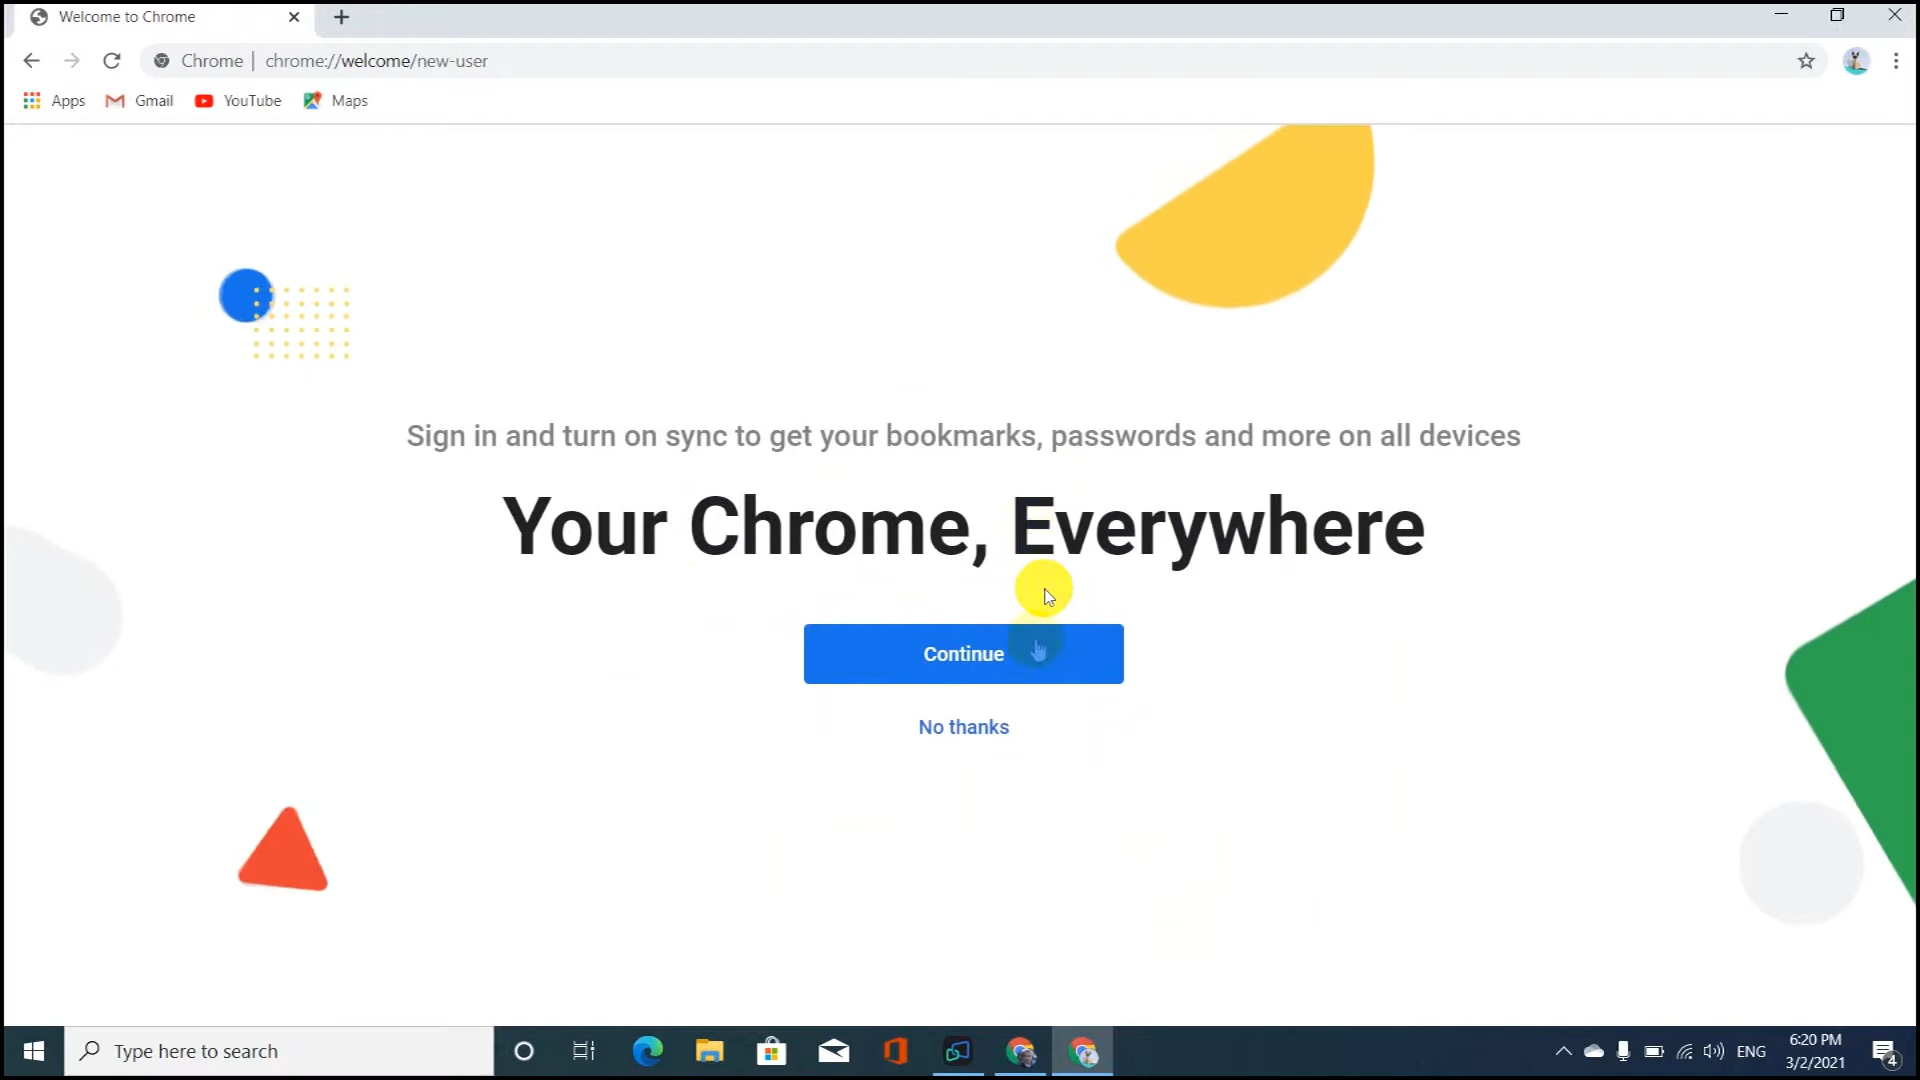 Welcome to Chrome
Chrome | chrome://welcome/new-user
Apps Gmail YouTube Maps
Sign in and turn on sync to get your bookmarks, passwords and more on all devices
Your Chrome, Everywhere
Continue
No thanks
Type here to search
ENG
6:20 PM
3/2/2021
4